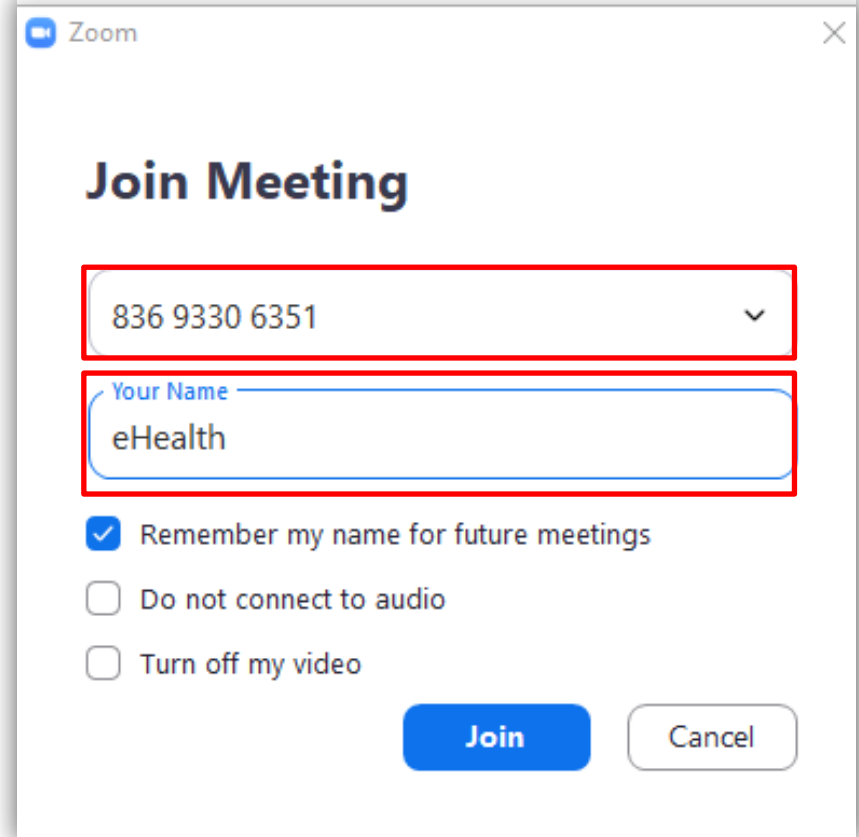 Zoom
Join Meeting
836 9330 6351
Your Name
eHealth
Remember my name for future meetings
Do not connect to audio
Turn off my video
Join Cancel